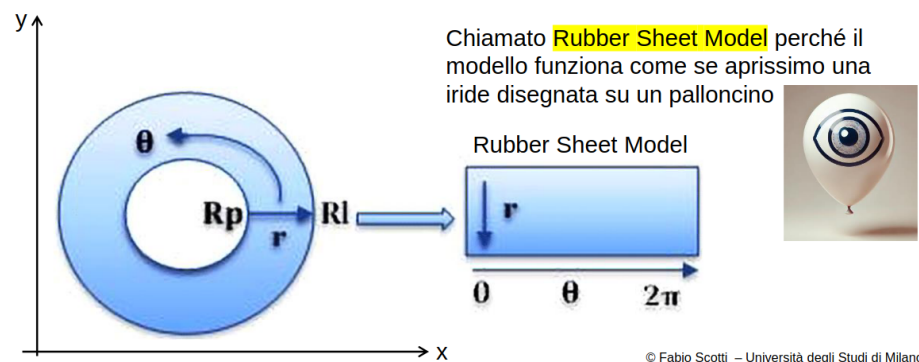 y
Chiamato Rubber Sheet Model perché il
modello funziona come se aprissimo una
iride disegnata su un palloncino
Rubber Sheet Model
θ
Rp
r
Rl
r
0 θ 2π
x
© Fabio Scotti – Università degli Studi di Milano